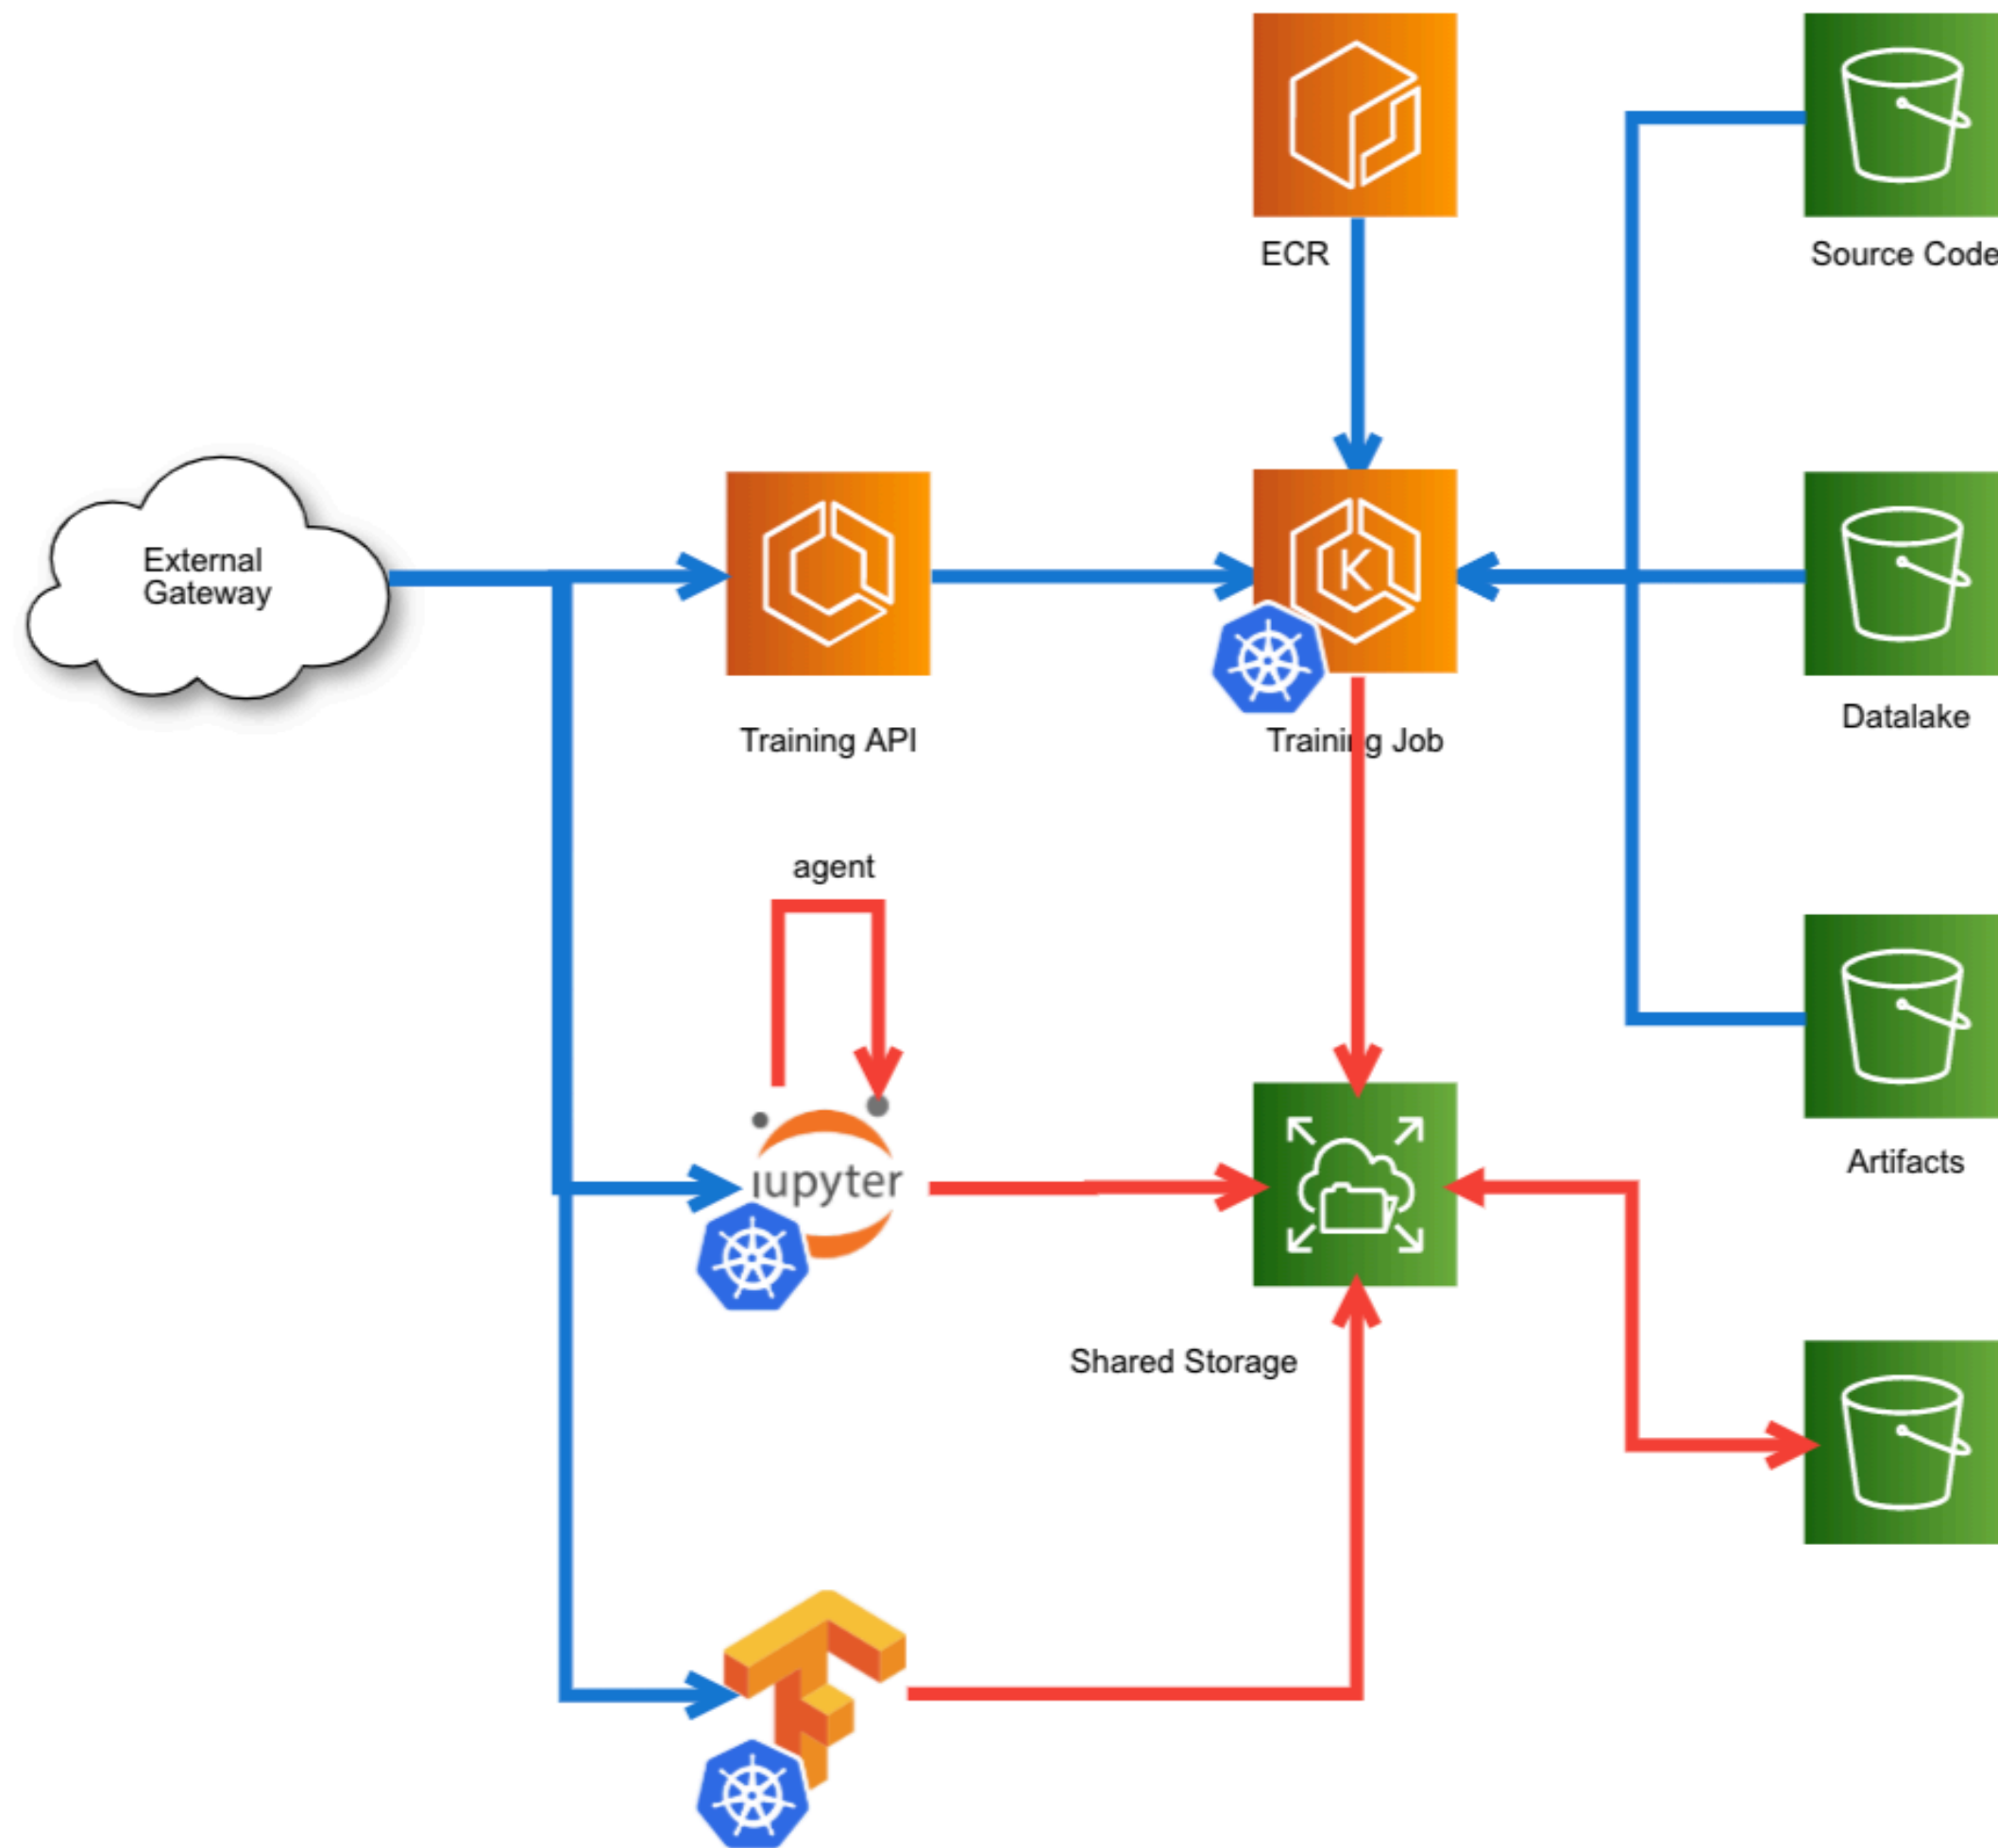 ECR
Source Code
External
Gateway
K
Training API
Training Job
Datalake
agent
Artifacts
jupyter
Shared Storage